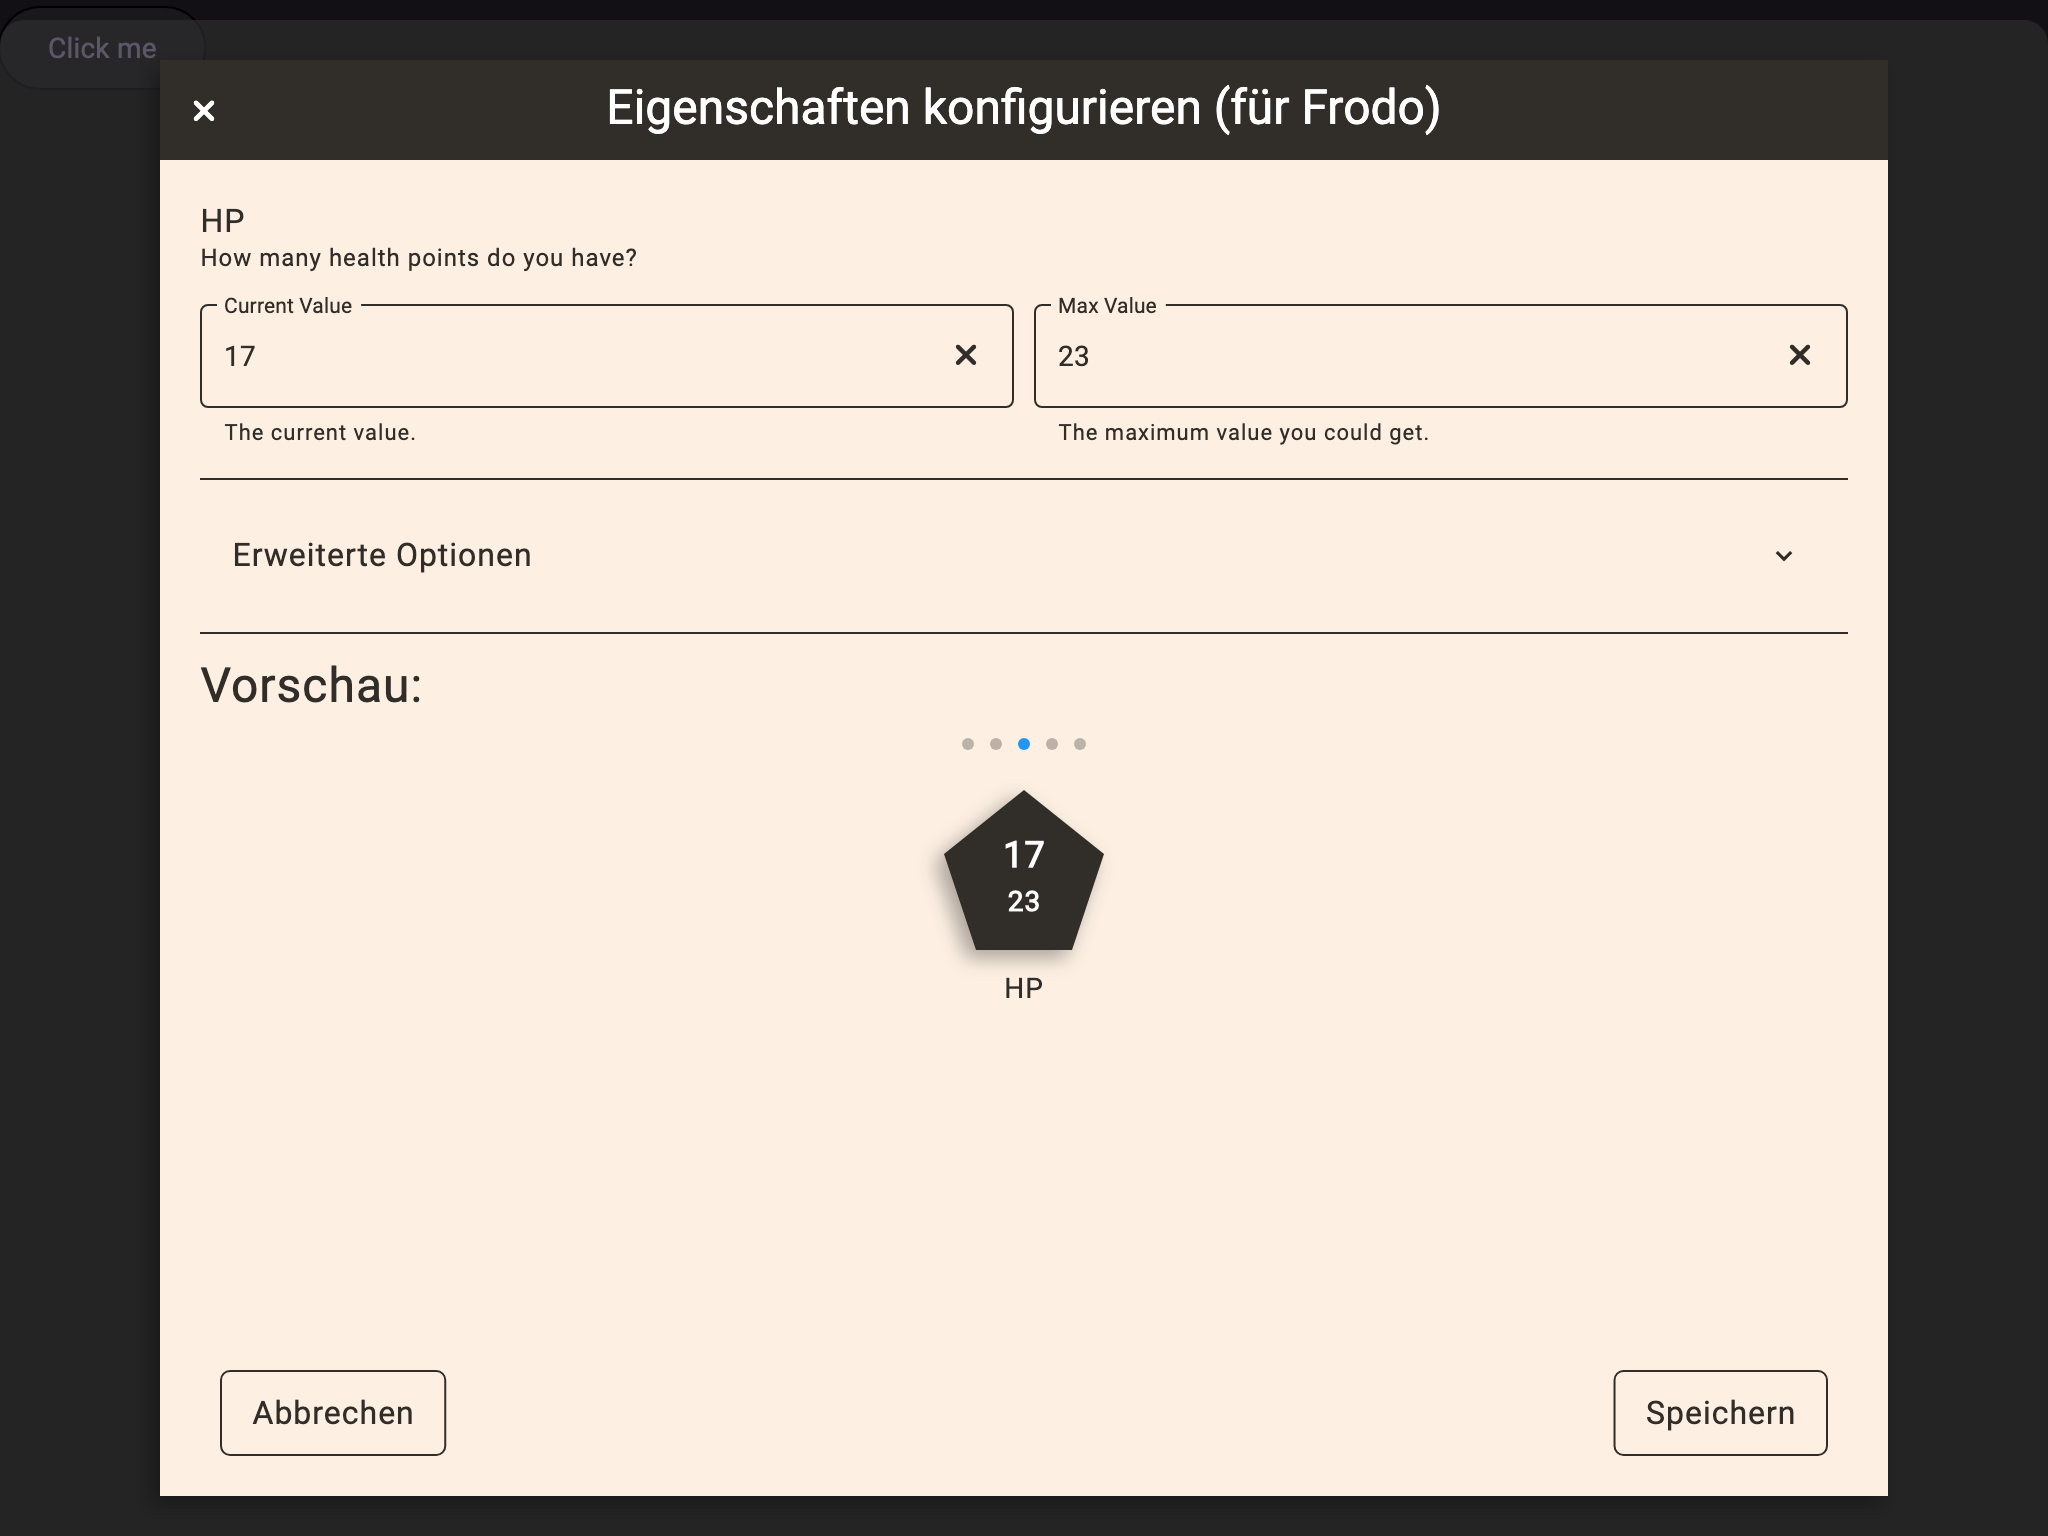 Click me
Eigenschaften konfigurieren (für Frodo)
HP
How many health points do you have?
Current Value
17
The current value.
Max Value
23
The maximum value you could get.
Erweiterte Optionen
Vorschau:
17
23
HP
Abbrechen
Speichern